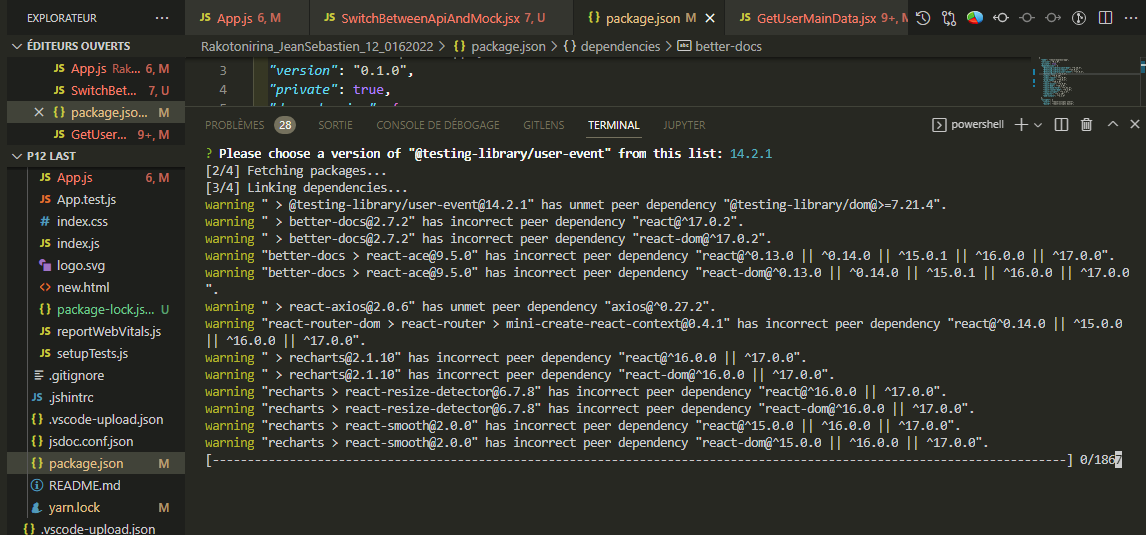 EXPLORATEUR
App.js 6, M
SwitchBetweenApiAndMock.jsx 7, U
package.json M
GetUserMainData.jsx 9+, M
ÉDITEURS OUVERTS
Rakotonirina_JeanSebastien_12_0162022 > package.json > dependencies > better-docs
App.js Rak... 6, M
SwitchBet... 7, U
package.jso... M
GetUser... 9+, M
3 "version": "0.1.0",
4 "private": true,
PROBLÈMES 28 SORTIE CONSOLE DE DÉBOGAGE GITLENS TERMINAL JUPYTER
powershell
P12 LAST
App.js 6, M
App.test.js
index.css
index.js
logo.svg
new.html
package-lock.js... U
reportWebVitals.js
setupTests.js
.gitignore
.jshintrc
.vscode-upload.json
jsdoc.conf.json
package.json M
README.md
yarn.lock M
.vscode-upload.json
? Please choose a version of "@testing-library/user-event" from this list: 14.2.1
[2/4] Fetching packages...
[3/4] Linking dependencies...
warning " > @testing-library/user-event@14.2.1" has unmet peer dependency "@testing-library/dom@>=7.21.4".
warning " > better-docs@2.7.2" has incorrect peer dependency "react@^17.0.2".
warning " > better-docs@2.7.2" has incorrect peer dependency "react-dom@^17.0.2".
warning "better-docs > react-ace@9.5.0" has incorrect peer dependency "react@^0.13.0 || ^0.14.0 || ^15.0.1 || ^16.0.0 || ^17.0.0".
warning "better-docs > react-ace@9.5.0" has incorrect peer dependency "react-dom@^0.13.0 || ^0.14.0 || ^15.0.1 || ^16.0.0 || ^17.0.0
".
warning " > react-axios@2.0.6" has unmet peer dependency "axios@^0.27.2".
warning "react-router-dom > react-router > mini-create-react-context@0.4.1" has incorrect peer dependency "react@^0.14.0 || ^15.0.0
|| ^16.0.0 || ^17.0.0".
warning " > recharts@2.1.10" has incorrect peer dependency "react@^16.0.0 || ^17.0.0".
warning " > recharts@2.1.10" has incorrect peer dependency "react-dom@^16.0.0 || ^17.0.0".
warning "recharts > react-resize-detector@6.7.8" has incorrect peer dependency "react@^16.0.0 || ^17.0.0".
warning "recharts > react-resize-detector@6.7.8" has incorrect peer dependency "react-dom@^16.0.0 || ^17.0.0".
warning "recharts > react-smooth@2.0.0" has incorrect peer dependency "react@^15.0.0 || ^16.0.0 || ^17.0.0".
warning "recharts > react-smooth@2.0.0" has incorrect peer dependency "react-dom@^15.0.0 || ^16.0.0 || ^17.0.0".
[----------------------------------------------------------------------------------------------------------------------] 0/1867